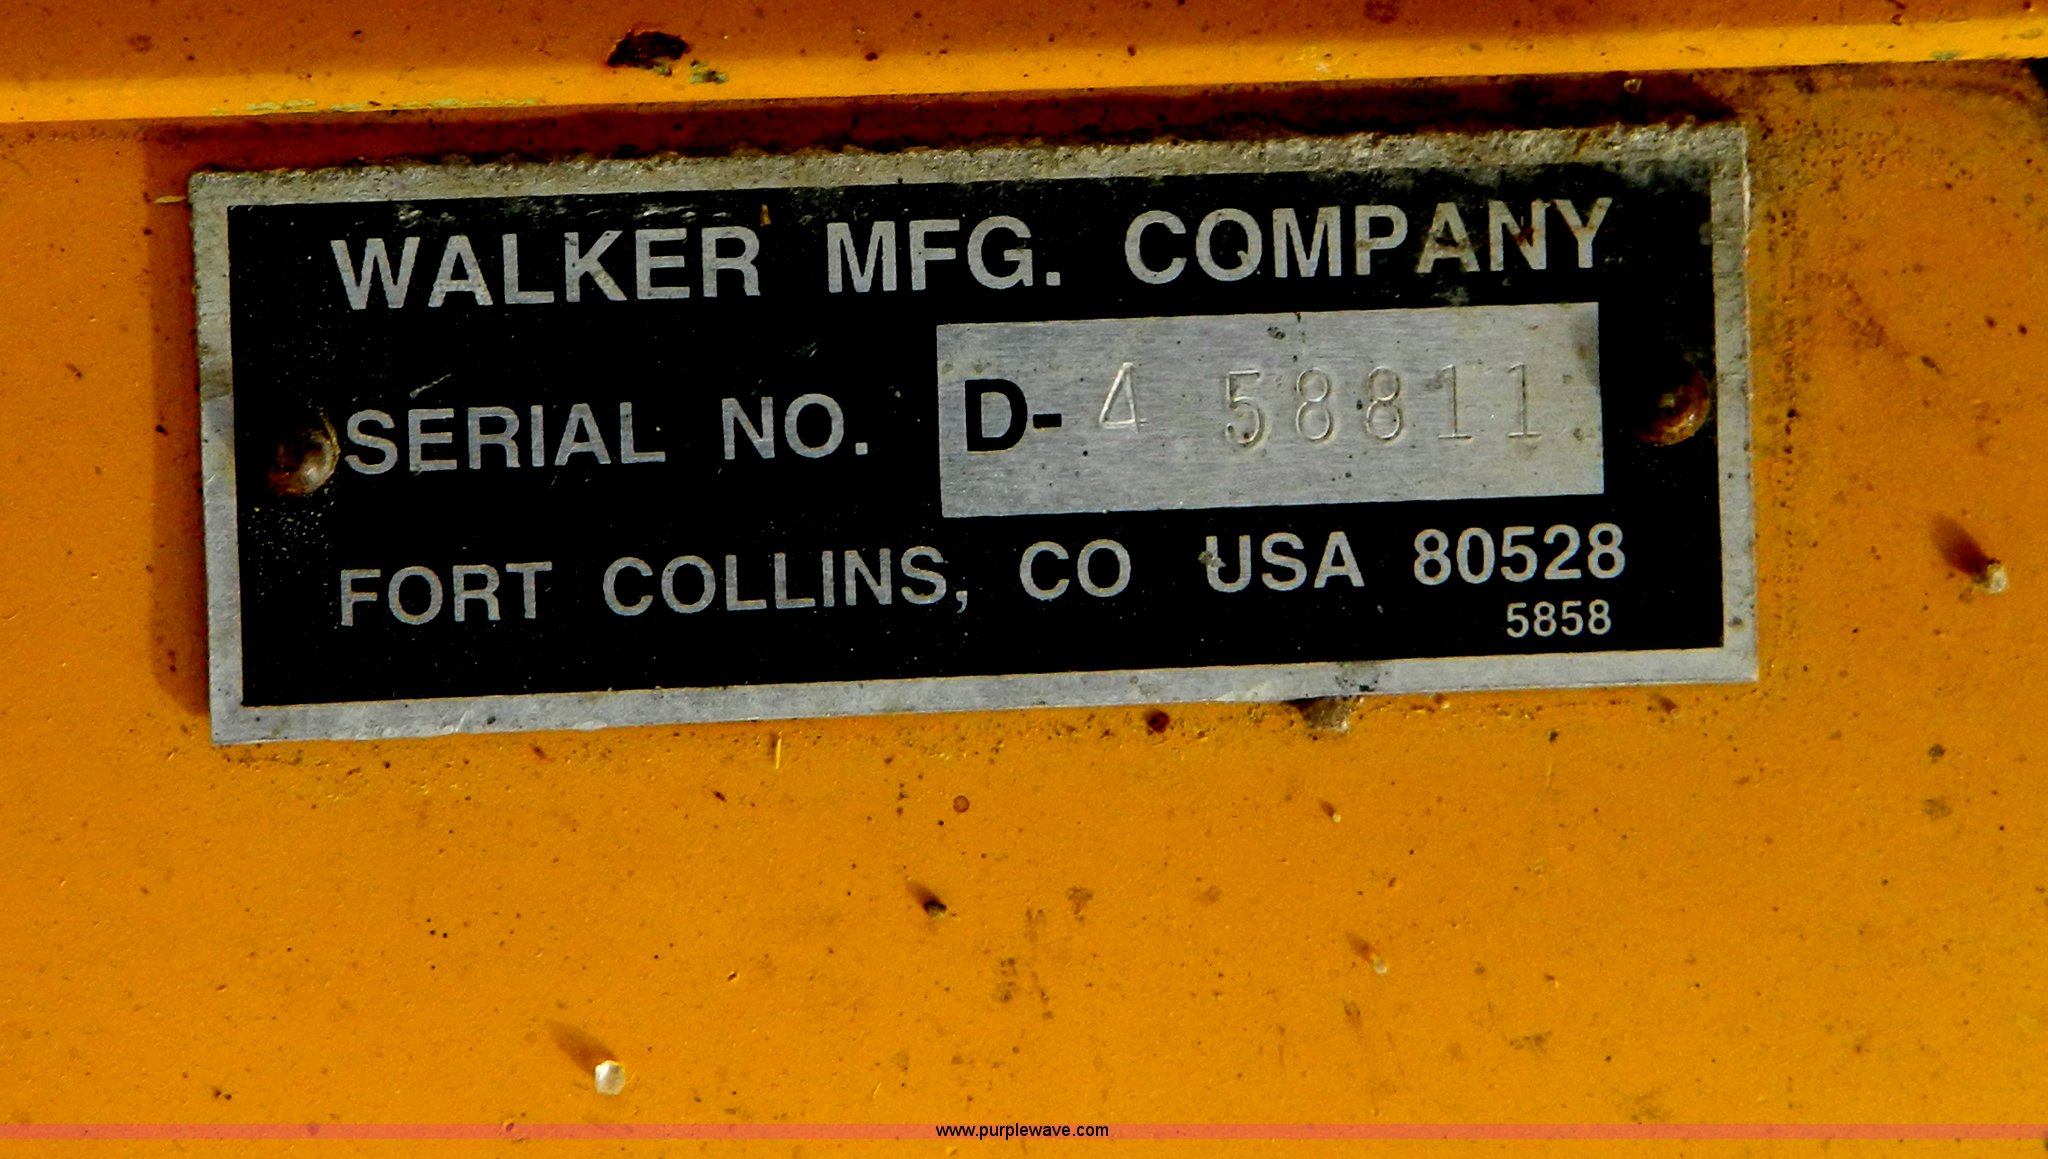 WALKER MFG. COMPANY
SERIAL NO. D-4 58811
FORT COLLINS, CO USA 80528
5858
www.purplewave.com